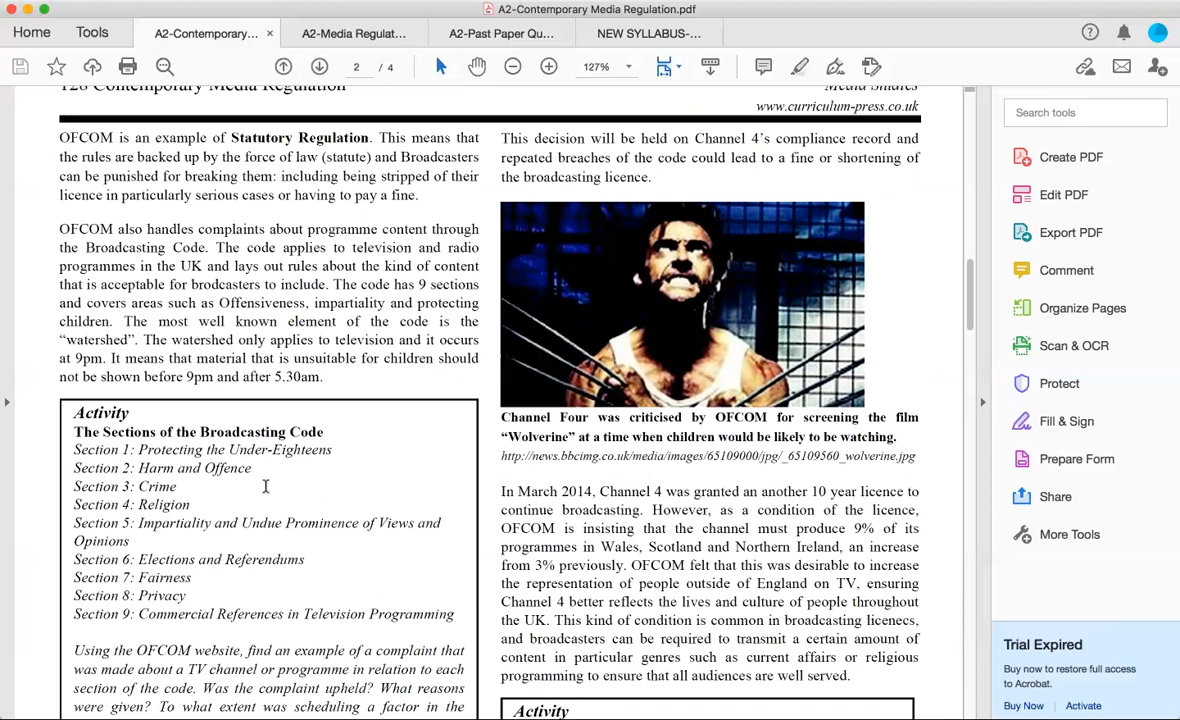 A2-Contemporary Media Regulation.pdf
Home
Tools
A2-Contemporary...
×
A2-Media Regulat...
A2-Past Paper Qu...
NEW SYLLABUS-...
2 / 4
127%
128 Contemporary Media Regulation
Media Studies
www.curriculum-press.co.uk
OFCOM is an example of Statutory Regulation. This means that
the rules are backed up by the force of law (statute) and Broadcasters
can be punished for breaking them: including being stripped of their
licence in particularly serious cases or having to pay a fine.
OFCOM also handles complaints about programme content through
the Broadcasting Code. The code applies to television and radio
programmes in the UK and lays out rules about the kind of content
that is acceptable for brodcasters to include. The code has 9 sections
and covers areas such as Offensiveness, impartiality and protecting
children. The most well known element of the code is the
“watershed”. The watershed only applies to television and it occurs
at 9pm. It means that material that is unsuitable for children should
not be shown before 9pm and after 5.30am.
Activity
The Sections of the Broadcasting Code
Section 1: Protecting the Under-Eighteens
Section 2: Harm and Offence
Section 3: Crime
Section 4: Religion
Section 5: Impartiality and Undue Prominence of Views and
Opinions
Section 6: Elections and Referendums
Section 7: Fairness
Section 8: Privacy
Section 9: Commercial References in Television Programming
Using the OFCOM website, find an example of a complaint that
was made about a TV channel or programme in relation to each
section of the code. Was the complaint upheld? What reasons
were given? To what extent was scheduling a factor in the
This decision will be held on Channel 4’s compliance record and
repeated breaches of the code could lead to a fine or shortening of
the broadcasting licence.
Channel Four was criticised by OFCOM for screening the film
“Wolverine” at a time when children would be likely to be watching.
http://news.bbcimg.co.uk/media/images/65109000/jpg/_65109560_wolverine.jpg
In March 2014, Channel 4 was granted an another 10 year licence to
continue broadcasting. However, as a condition of the licence,
OFCOM is insisting that the channel must produce 9% of its
programmes in Wales, Scotland and Northern Ireland, an increase
from 3% previously. OFCOM felt that this was desirable to increase
the representation of people outside of England on TV, ensuring
Channel 4 better reflects the lives and culture of people throughout
the UK. This kind of condition is common in broadcasting licenecs,
and broadcasters can be required to transmit a certain amount of
content in particular genres such as current affairs or religious
programming to ensure that all audiences are well served.
Activity
Search tools
Create PDF
Edit PDF
Export PDF
Comment
Organize Pages
Scan & OCR
Protect
Fill & Sign
Prepare Form
Share
More Tools
Trial Expired
Buy now to restore full access
to Acrobat.
Buy Now
Activate